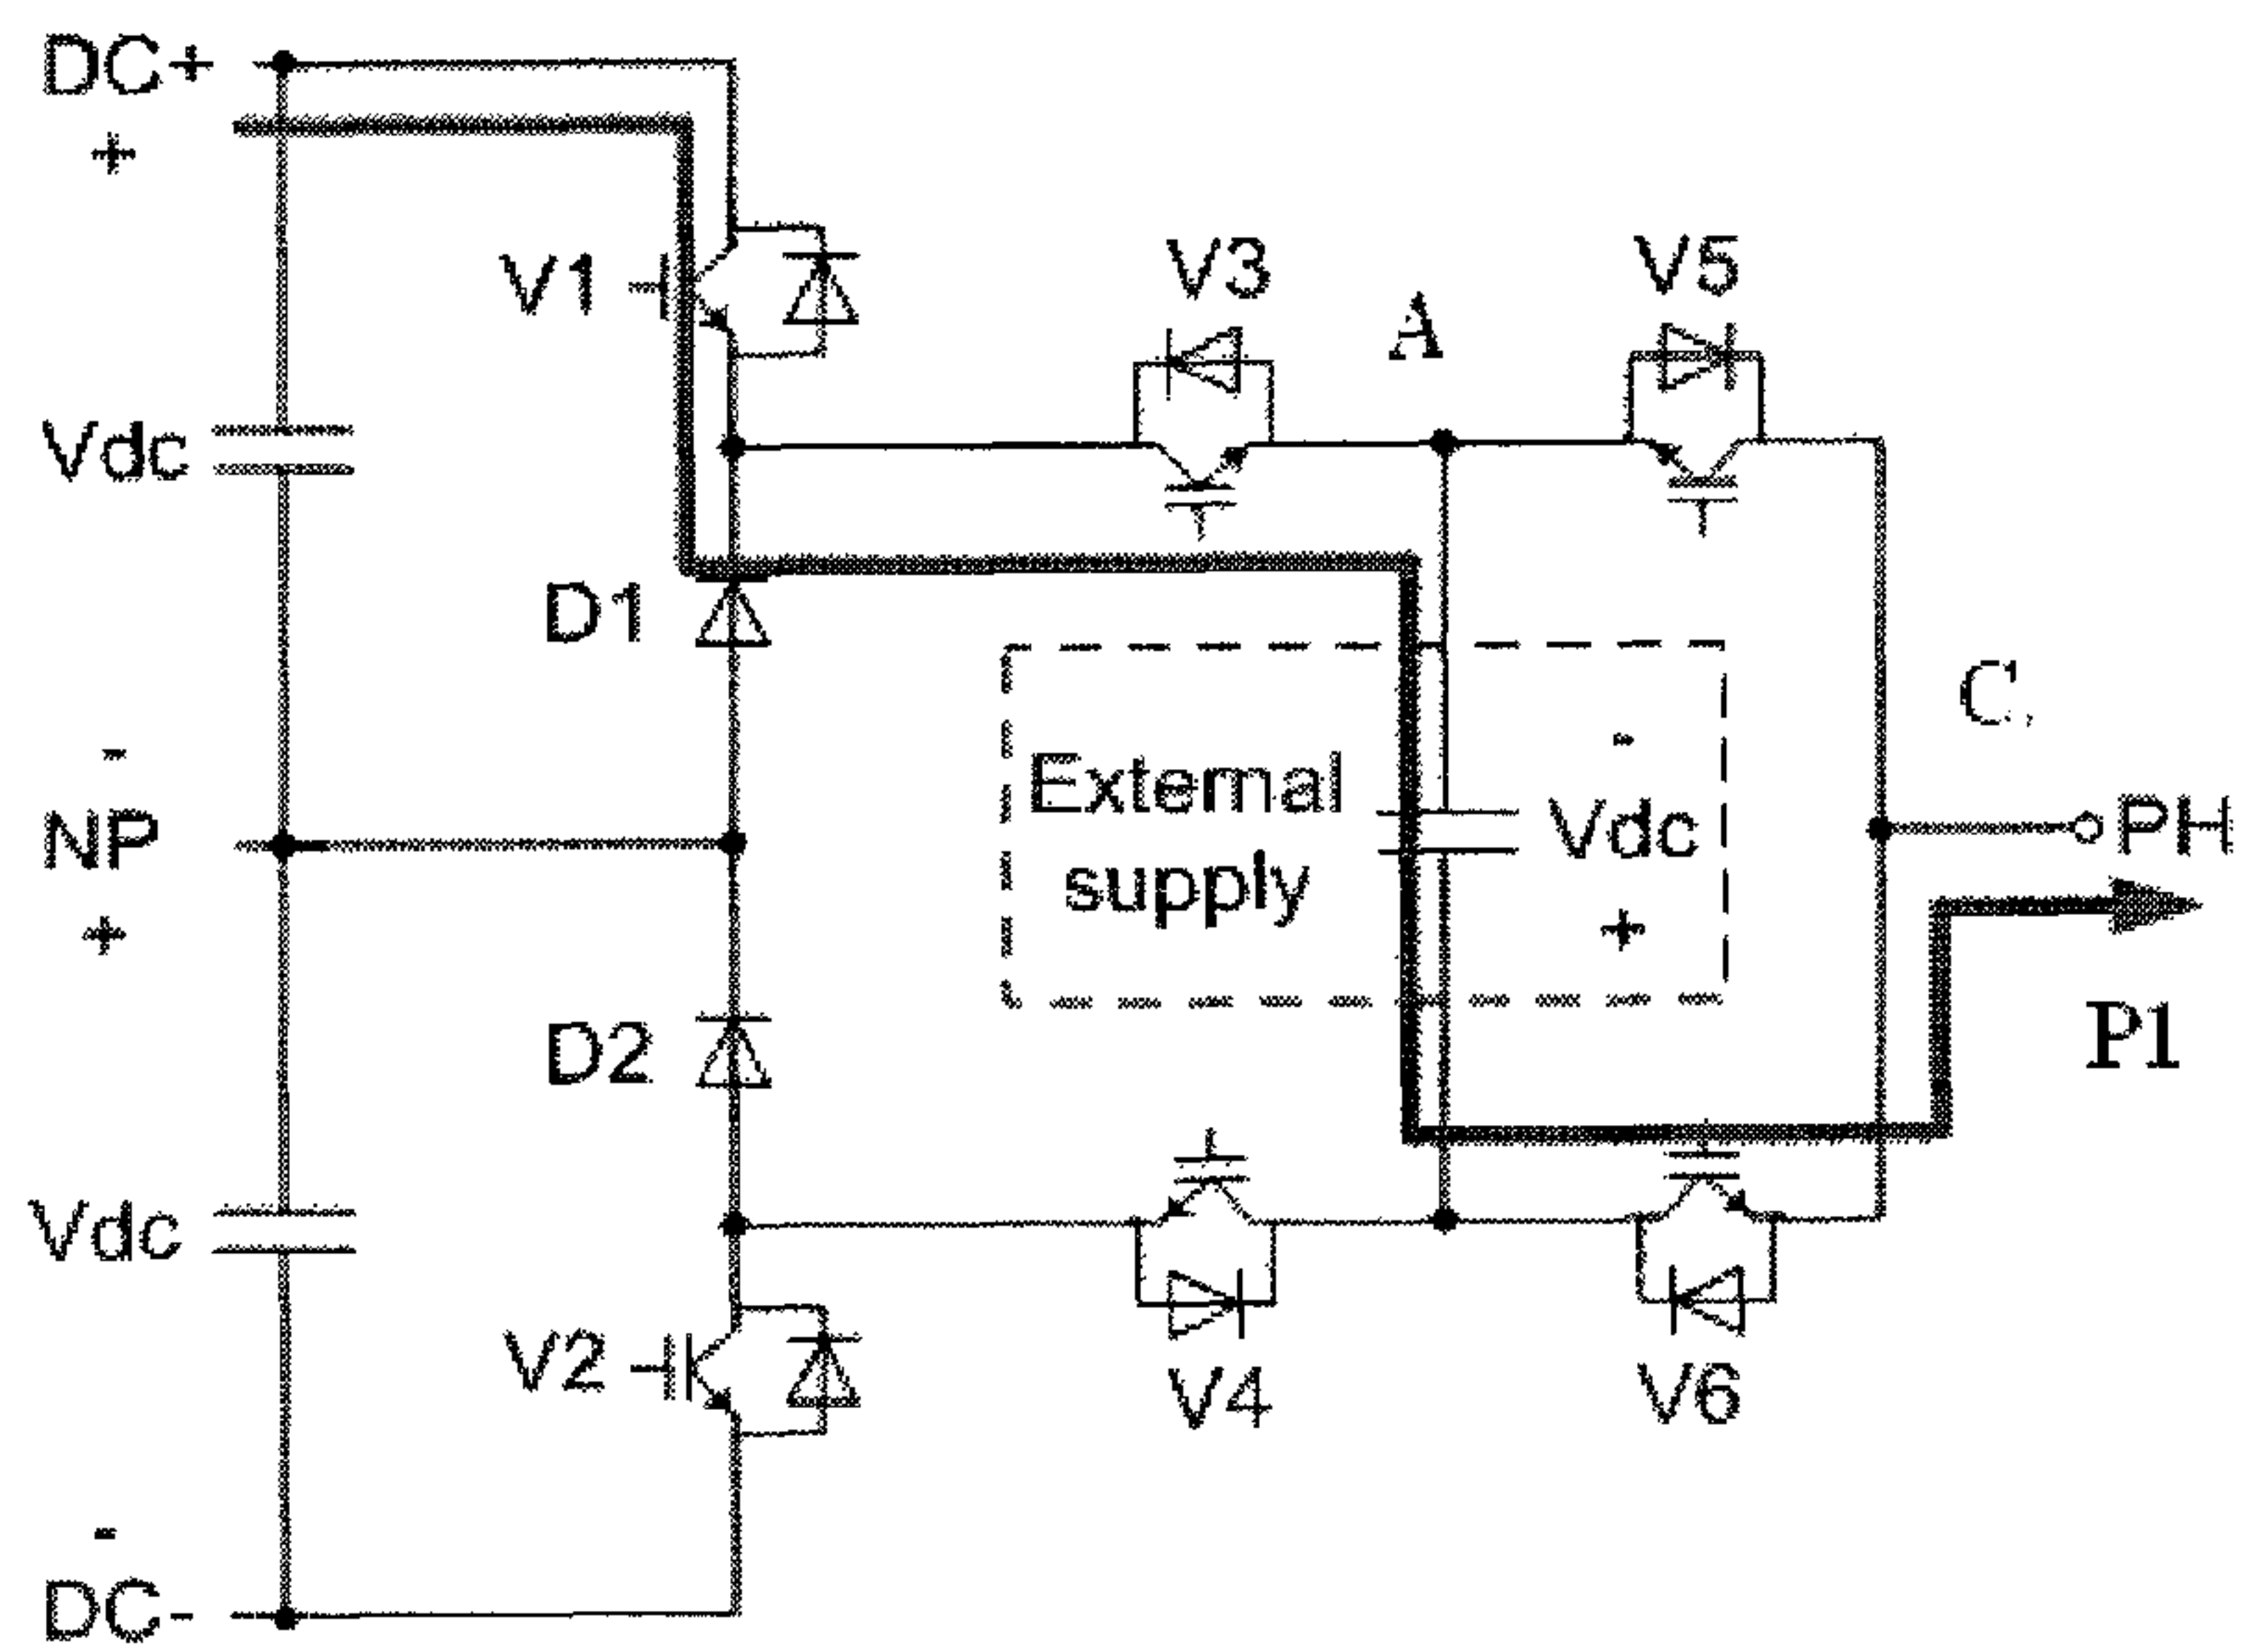 DC+
+
V1
V3
A
V5
Vdc
D1
-
NP
+
External
supply
-
Vdc
+
C
PH
P1
D2
Vdc
V2
V4
V6
-
DC-